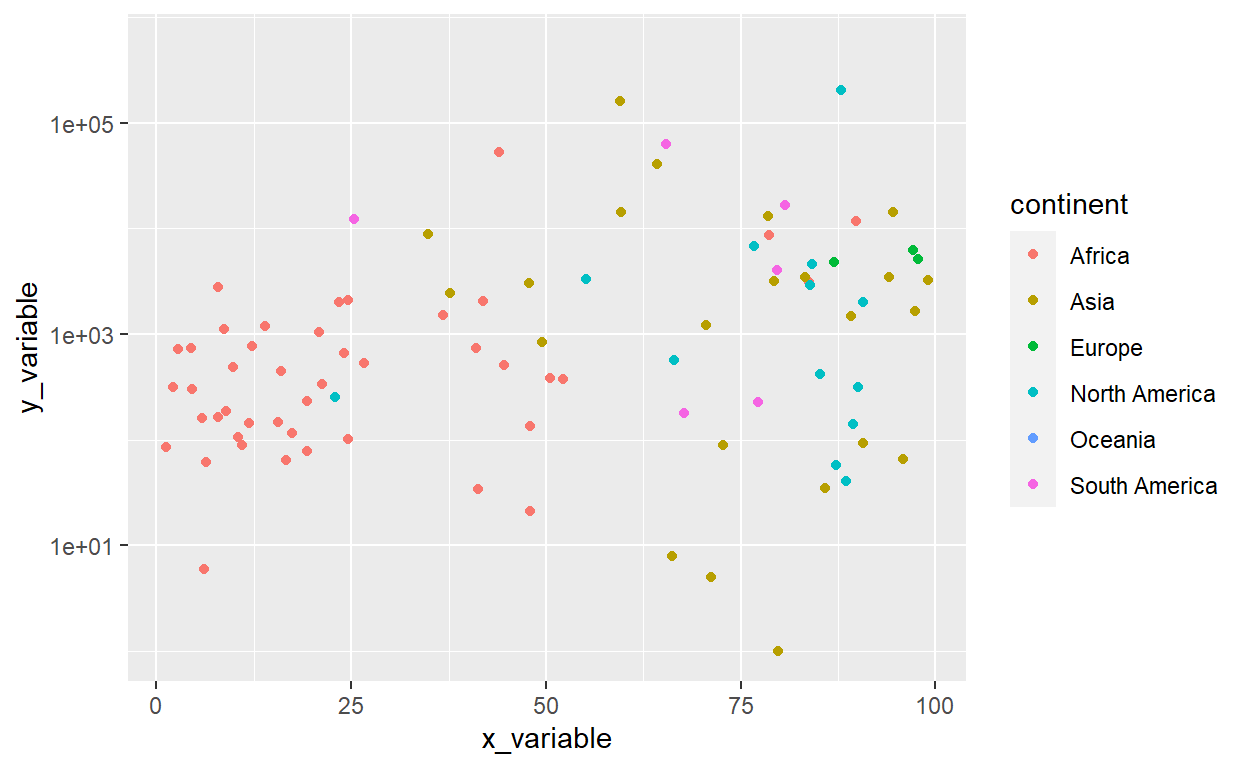 1e+05
1e+03
1e+01
y_variable
0 25 50 75 100
x_variable
continent
Africa
Asia
Europe
North America
Oceania
South America